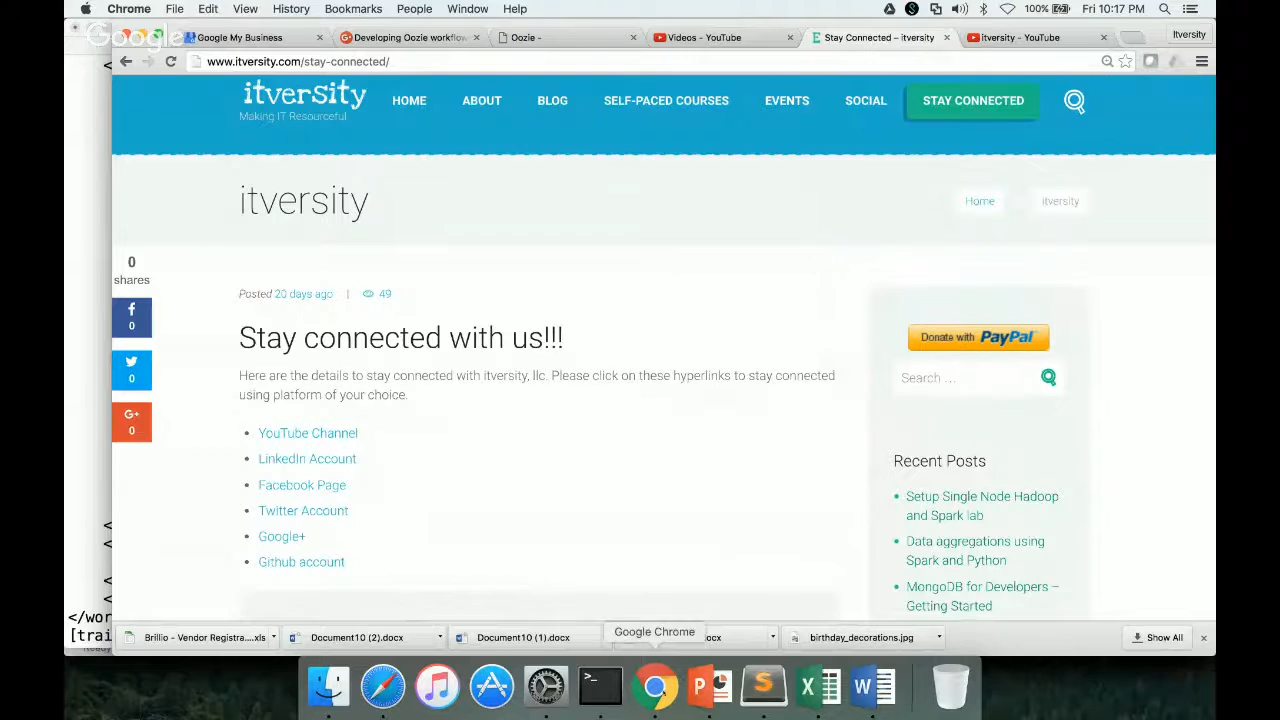 Chrome File Edit View History Bookmarks People Window Help 100% Fri 10:17 PM
Google
Google My Business × Developing Oozie workflow × Oozie - × Videos - YouTube × Stay Connected – itversity × itversity - YouTube × Itversity
www.itversity.com/stay-connected/
itversity
Making IT Resourceful
HOME ABOUT BLOG SELF-PACED COURSES EVENTS SOCIAL STAY CONNECTED
itversity
Home itversity
0
shares
0
0
G+
0
Posted 20 days ago | 49
Stay connected with us!!!
Here are the details to stay connected with itversity, llc. Please click on these hyperlinks to stay connected
using platform of your choice.
• YouTube Channel
• LinkedIn Account
• Facebook Page
• Twitter Account
• Google+
• Github account
Donate with PayPal
Search ...
Recent Posts
• Setup Single Node Hadoop
and Spark lab
• Data aggregations using
Spark and Python
• MongoDB for Developers –
Getting Started
<
<
<
<
<
</wor
[trai
Brillio - Vendor Registra....xls Document10 (2).docx Document10 (1).docx ocx birthday_decorations.jpg Show All ×
Google Chrome